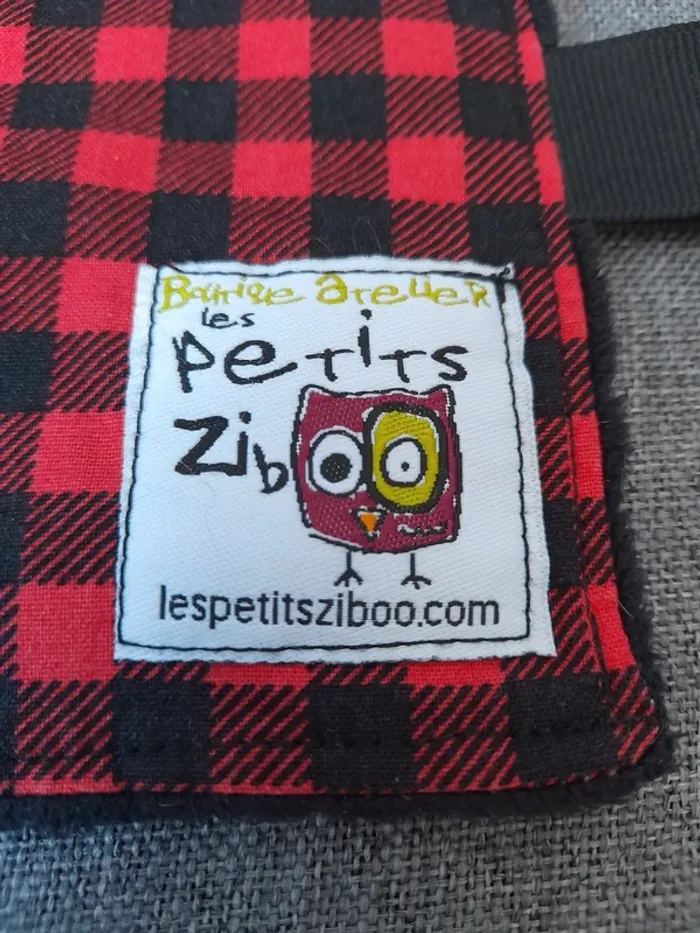 Boutique atelier
les
Petits
Ziboo
lespetitsziboo.com